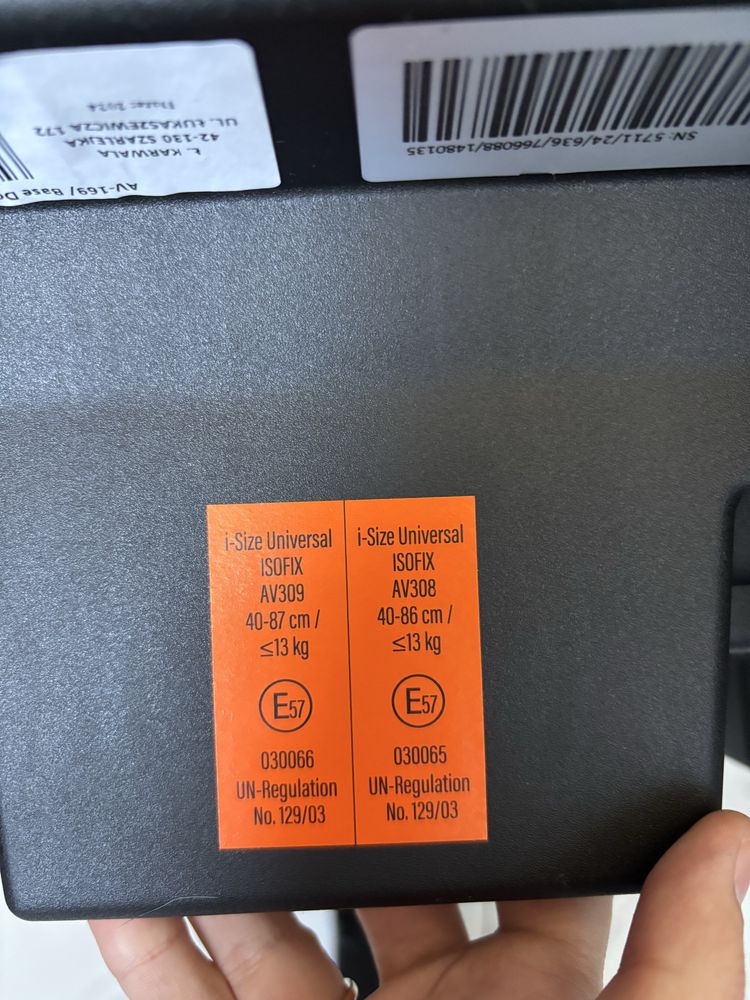 AV-169/ Base Do
Ł. KARWALA
42-130 SZARLEJKA
UL. ŁUKASZEWICZA 172
SN: 5711/24/636/766088/1480135
i-Size Universal
ISOFIX
AV309
40-87 cm /
≤13 kg
E57
030066
UN-Regulation
No. 129/03
i-Size Universal
ISOFIX
AV308
40-86 cm /
≤13 kg
E57
030065
UN-Regulation
No. 129/03